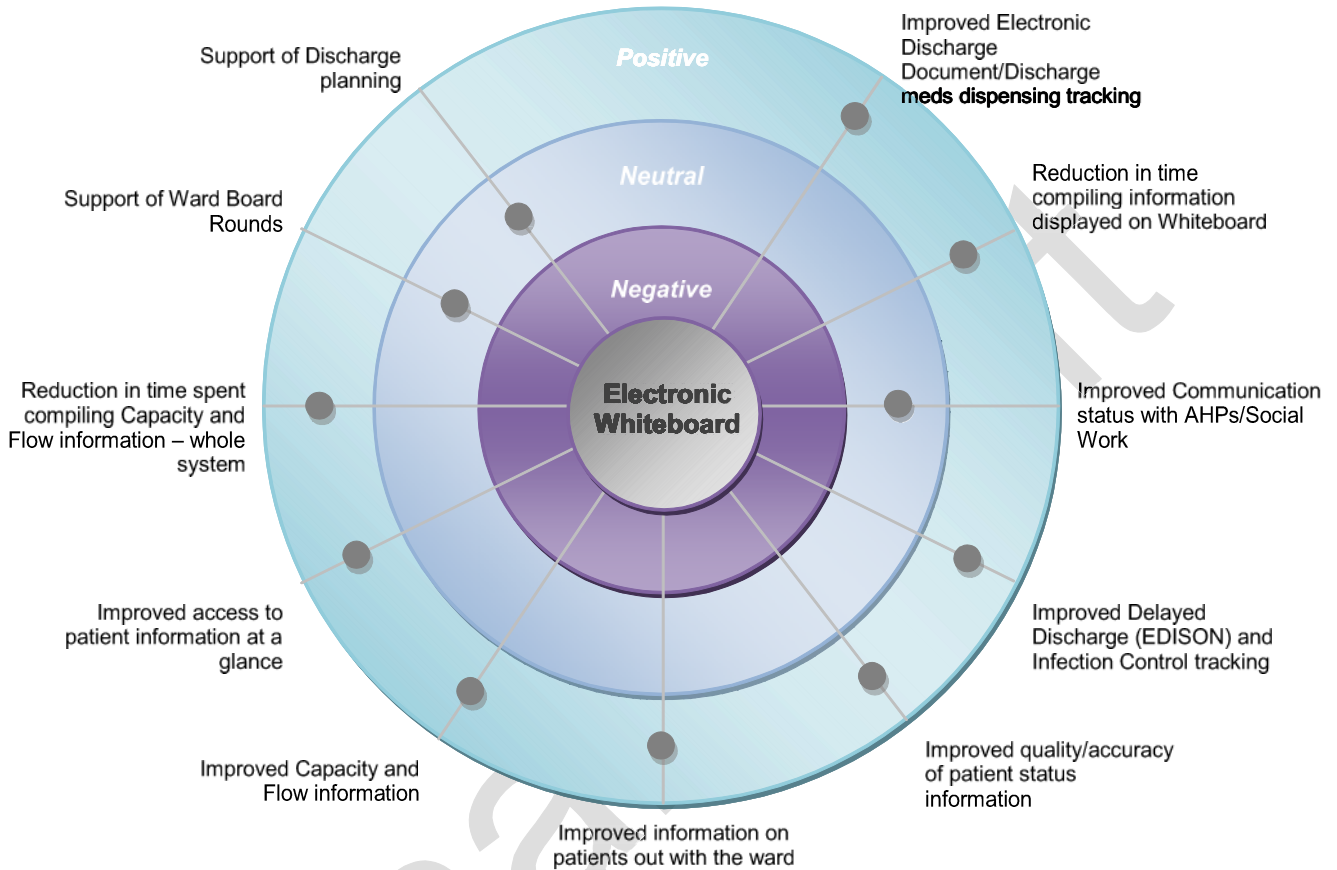 Positive
Neutral
Negative
Electronic
Whiteboard
Improved Electronic
Discharge
Document/Discharge
meds dispensing tracking
Reduction in time
compiling information
displayed on Whiteboard
Improved Communication
status with AHPs/Social
Work
Improved Delayed
Discharge (EDISON) and
Infection Control tracking
Improved quality/accuracy
of patient status
information
Improved information on
patients out with the ward
Improved Capacity and
Flow information
Improved access to
patient information at a
glance
Reduction in time spent
compiling Capacity and
Flow information – whole
system
Support of Ward Board
Rounds
Support of Discharge
planning